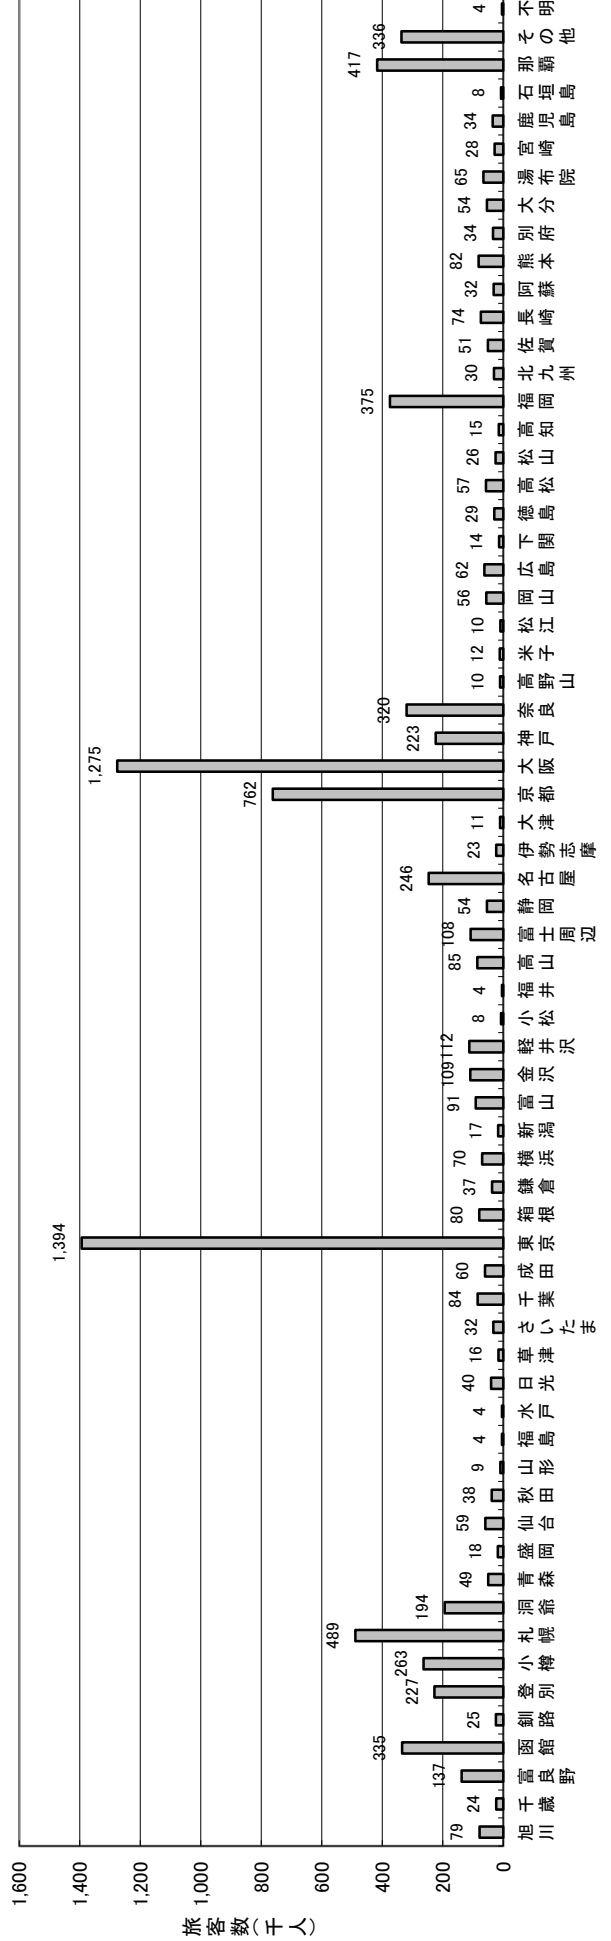 旅客数(千人)
1,600
1,400
1,200
1,000
800
600
400
200
0
79
24
137
335
25
227
263
489
194
49
18
59
38
9
4
4
40
16
32
84
60
1,394
80
37
70
17
91
109
112
8
4
85
108
54
246
23
11
762
1,275
223
320
10
12
10
56
62
14
29
57
26
15
375
30
51
74
32
82
34
54
65
28
34
8
417
336
4
旭川
千歳
富良野
函館
釧路
登別
小樽
札幌
洞爺
青森
盛岡
仙台
秋田
山形
福島
水戸
日光
草津
さいたま
千葉
成田
東京
箱根
鎌倉
横浜
新潟
富山
金沢
軽井沢
小松
福井
高山
富士周辺
静岡
名古屋
伊勢志摩
大津
京都
大阪
神戸
奈良
高野山
米子
松江
岡山
広島
下関
徳島
高松
松山
高知
福岡
北九州
佐賀
長崎
阿蘇
熊本
別府
大分
湯布院
宮崎
鹿児島
石垣島
那覇
その他
不明